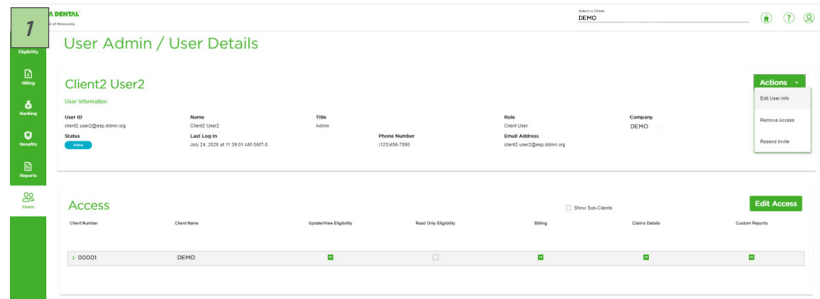 1
A DENTAL
of Minnesota
Select a Client
DEMO
?
User Admin / User Details
Eligibility
Billing
Banking
Benefits
Reports
Users
Client2 User2
Actions
Edit User Info
Remove Access
Resend Invite
User Information
User ID Name Title Role Company
client2.user2@esp.ddmn.org Client2 User2 Admin Client User DEMO
Status Last Log In Phone Number Email Address
Active July 24, 2020 at 11:09:01 AM GMT-5 (123)456-7890 client2.user2@esp.ddmn.org
Access
Show Sub-Clients
Edit Access
Client Number Client Name Update/View Eligibility Read Only Eligibility Billing Claims Details Custom Reports
> 00001 DEMO